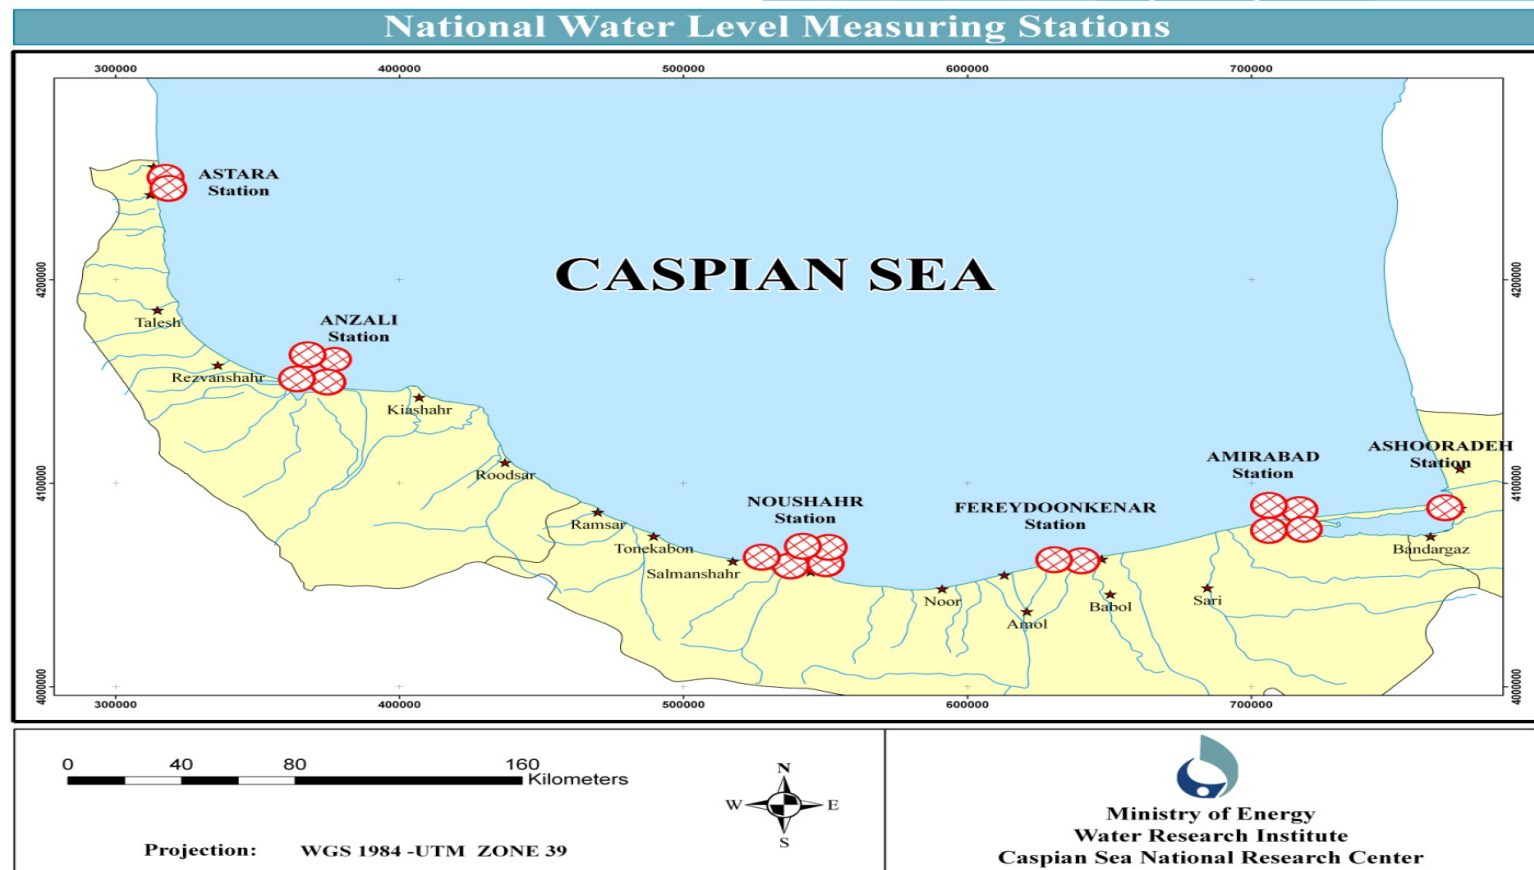 National Water Level Measuring Stations
300000 400000 500000 600000 700000
ASTARA
Station
CASPIAN SEA
4200000 4200000
Talesh
ANZALI
Station
Rezvanshahr
Kiashahr
Roodsar
ASHOORADEH
Station
AMIRABAD
Station
4100000 4100000
NOUSHAHR
Station
FEREYDOONKENAR
Station
Ramsar
Tonekabon
Bandargaz
Salmanshahr
Noor
Babol
Sari
Amol
4000000 4000000
300000 400000 500000 600000 700000
0 40 80 160
Kilometers
N
W E
S
Projection: WGS 1984 -UTM ZONE 39
Ministry of Energy
Water Research Institute
Caspian Sea National Research Center